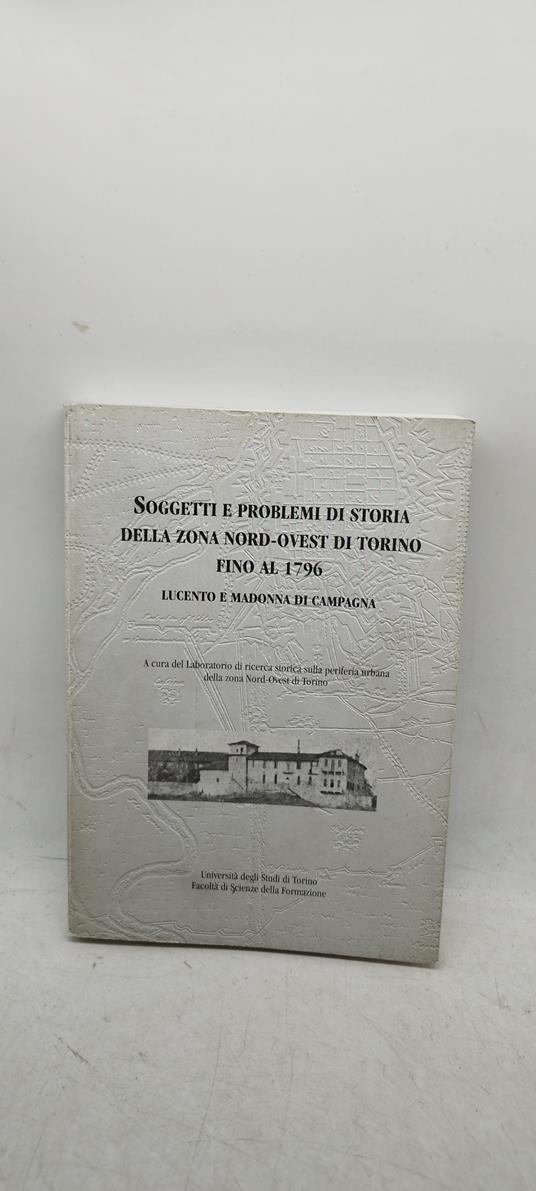 SOGGETTI E PROBLEMI DI STORIA
DELLA ZONA NORD-OVEST DI TORINO
FINO AL 1796
LUCENTO E MADONNA DI CAMPAGNA
A cura del Laboratorio di ricerca storica sulla periferia urbana
della zona Nord-Ovest di Torino
Università degli Studi di Torino
Facoltà di Scienze della Formazione